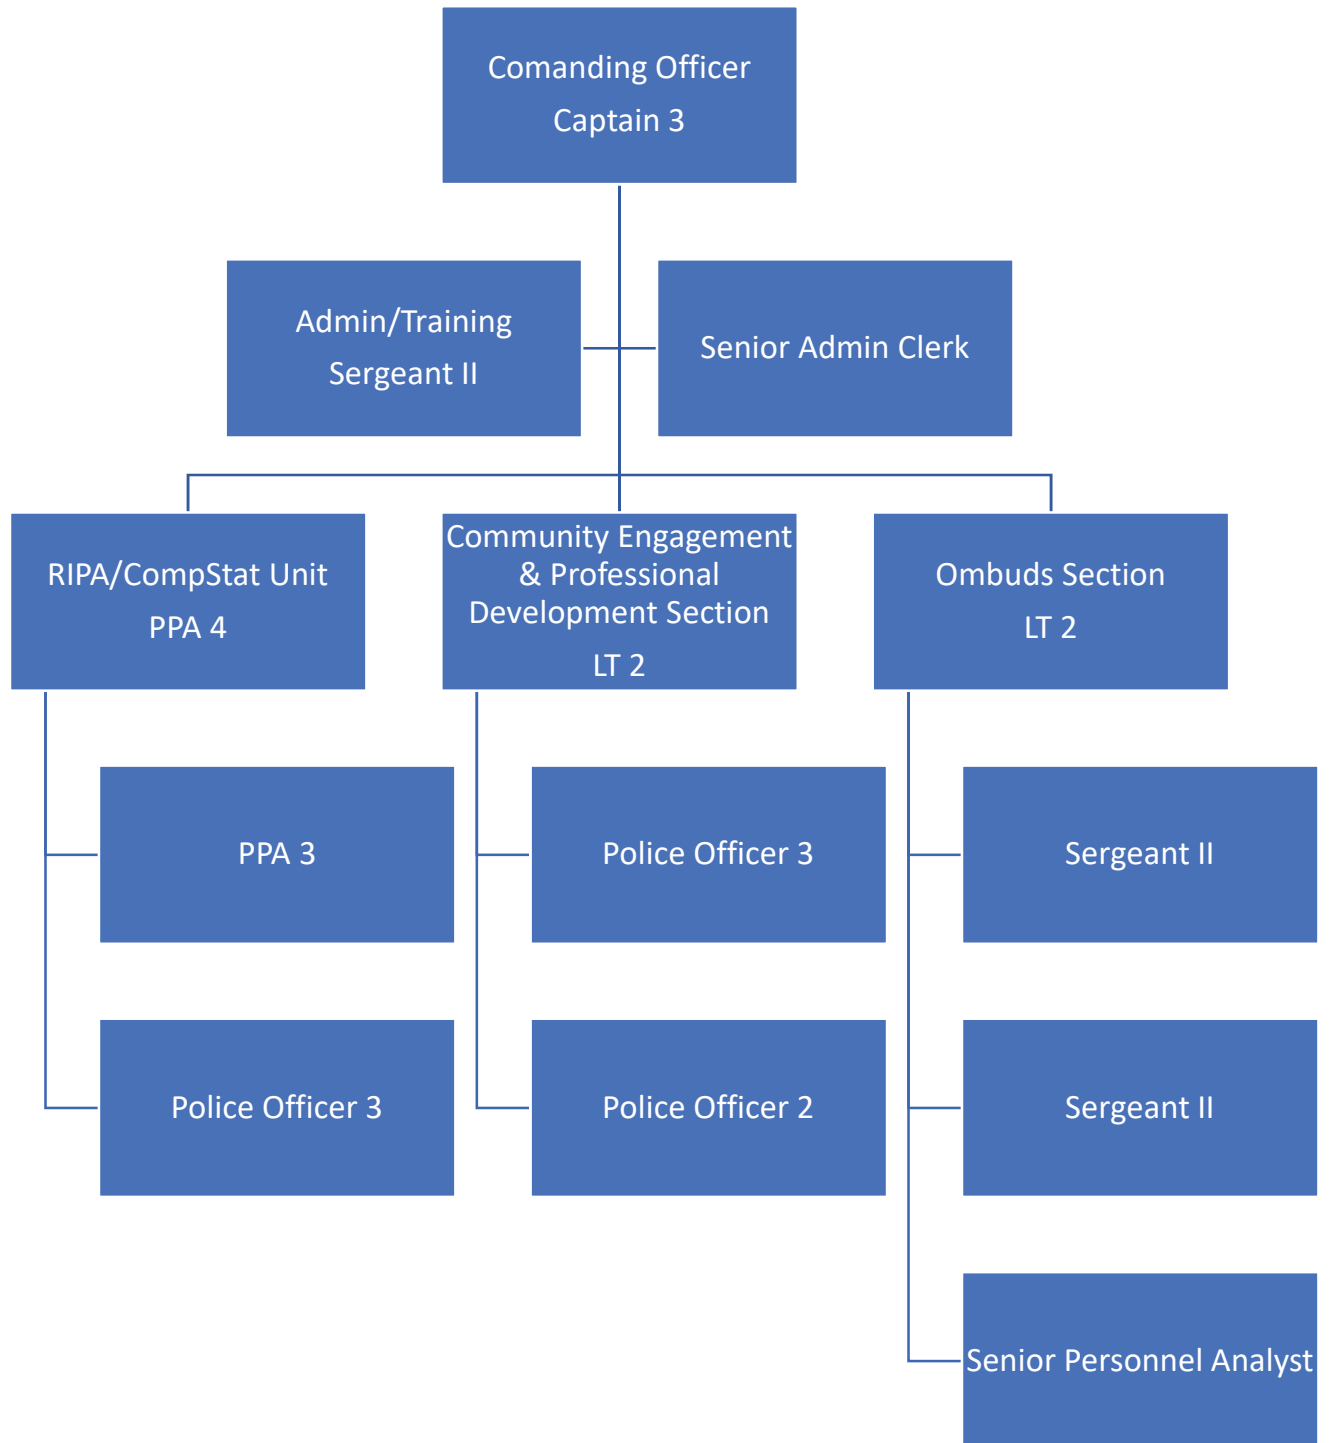 Comanding Officer
Captain 3
Admin/Training
Sergeant II
Senior Admin Clerk
RIPA/CompStat Unit
PPA 4
Community Engagement
& Professional
Development Section
LT 2
Ombuds Section
LT 2
PPA 3
Police Officer 3
Sergeant II
Police Officer 3
Police Officer 2
Sergeant II
Senior Personnel Analyst